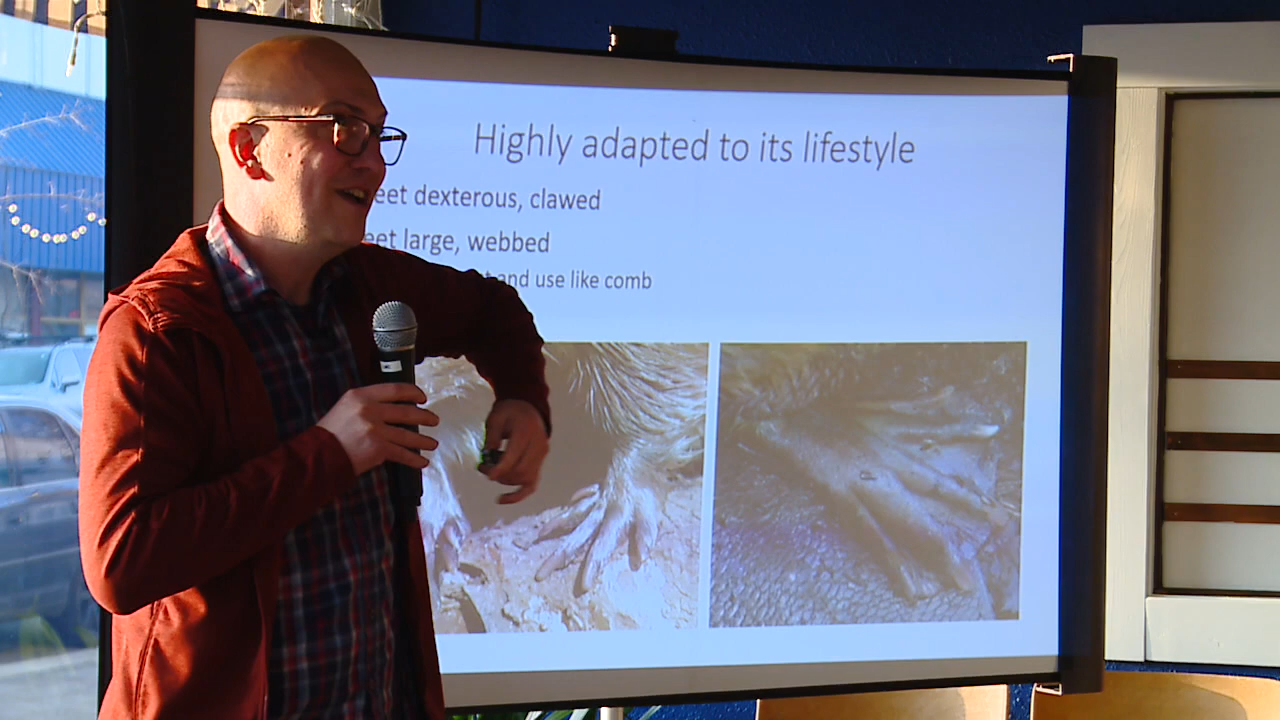 Highly adapted to its lifestyle
eet dexterous, clawed
eet large, webbed
and use like comb